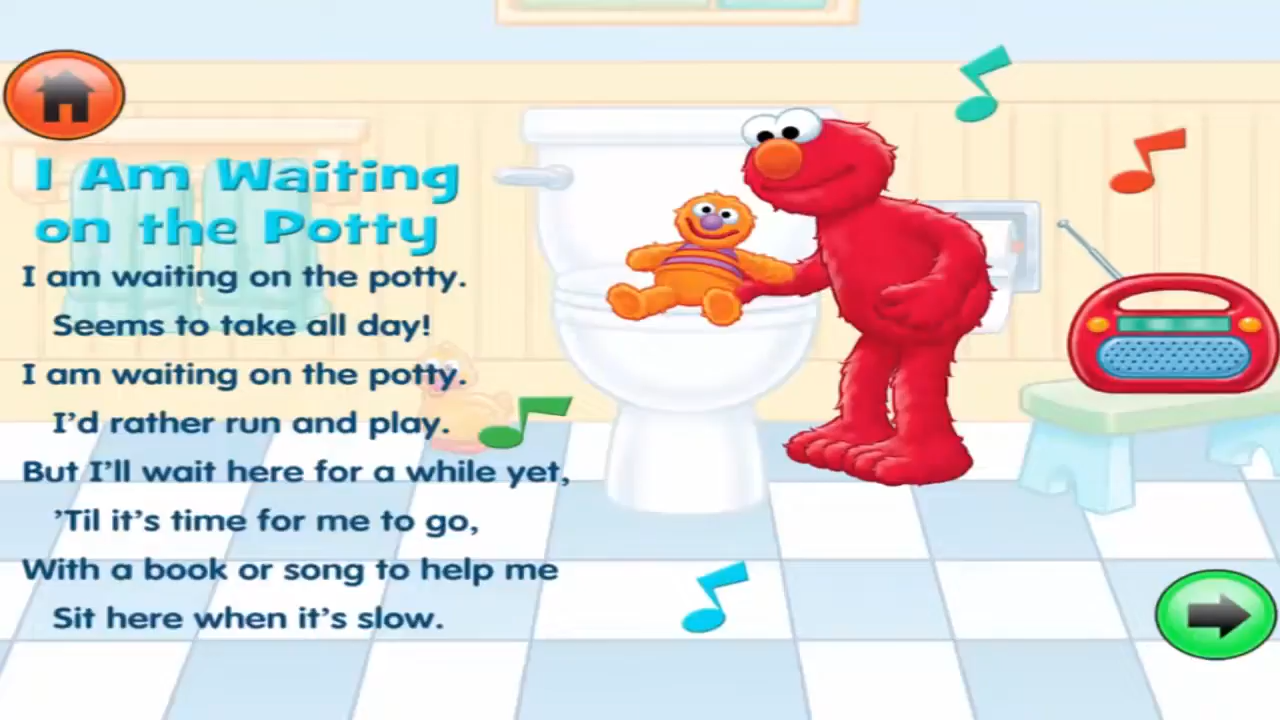 I Am Waiting
on the Potty
I am waiting on the potty.
Seems to take all day!
I am waiting on the potty.
I’d rather run and play.
But I’ll wait here for a while yet,
’Til it’s time for me to go,
With a book or song to help me
Sit here when it’s slow.